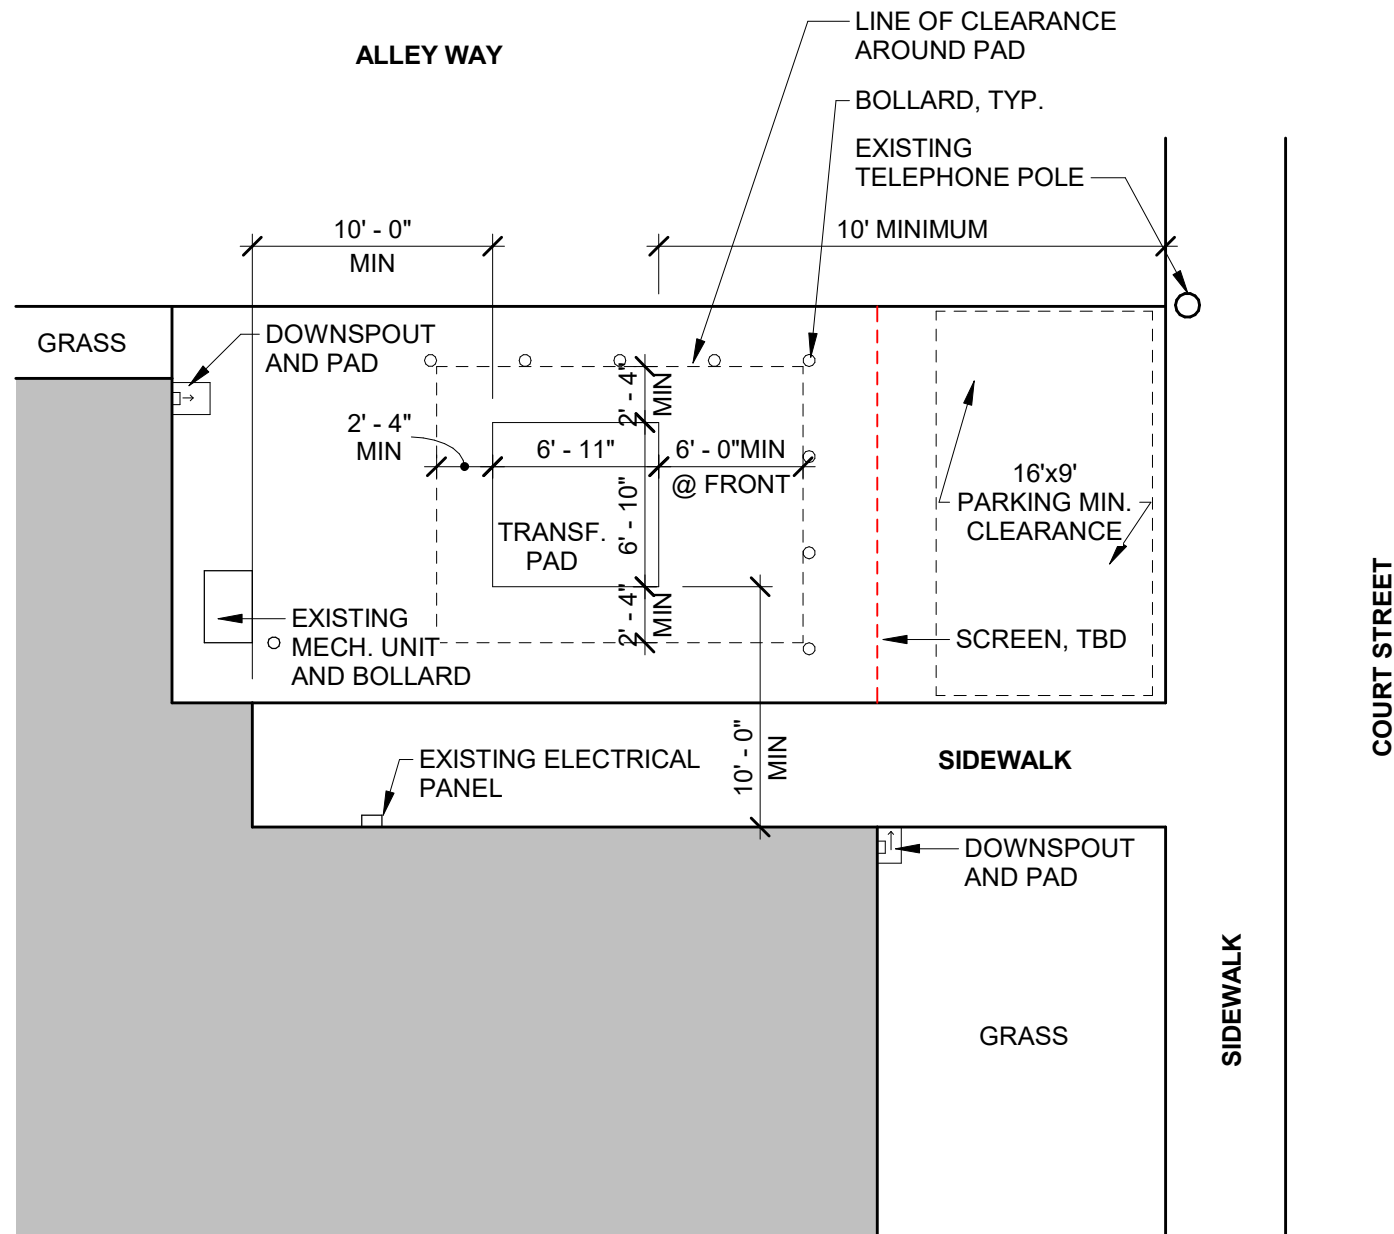 ALLEY WAY
LINE OF CLEARANCE
AROUND PAD
BOLLARD, TYP.
EXISTING
TELEPHONE POLE
10' - 0"
MIN
10' MINIMUM
GRASS
DOWNSPOUT
AND PAD
2' - 4"
MIN
2' - 4"
MIN
6' - 11"
6' - 0"MIN
@ FRONT
6' - 10"
TRANSF.
PAD
16'x9'
PARKING MIN.
CLEARANCE
2' - 4"
MIN
EXISTING
MECH. UNIT
AND BOLLARD
SCREEN, TBD
COURT STREET
10' - 0"
MIN
EXISTING ELECTRICAL
PANEL
SIDEWALK
DOWNSPOUT
AND PAD
SIDEWALK
GRASS